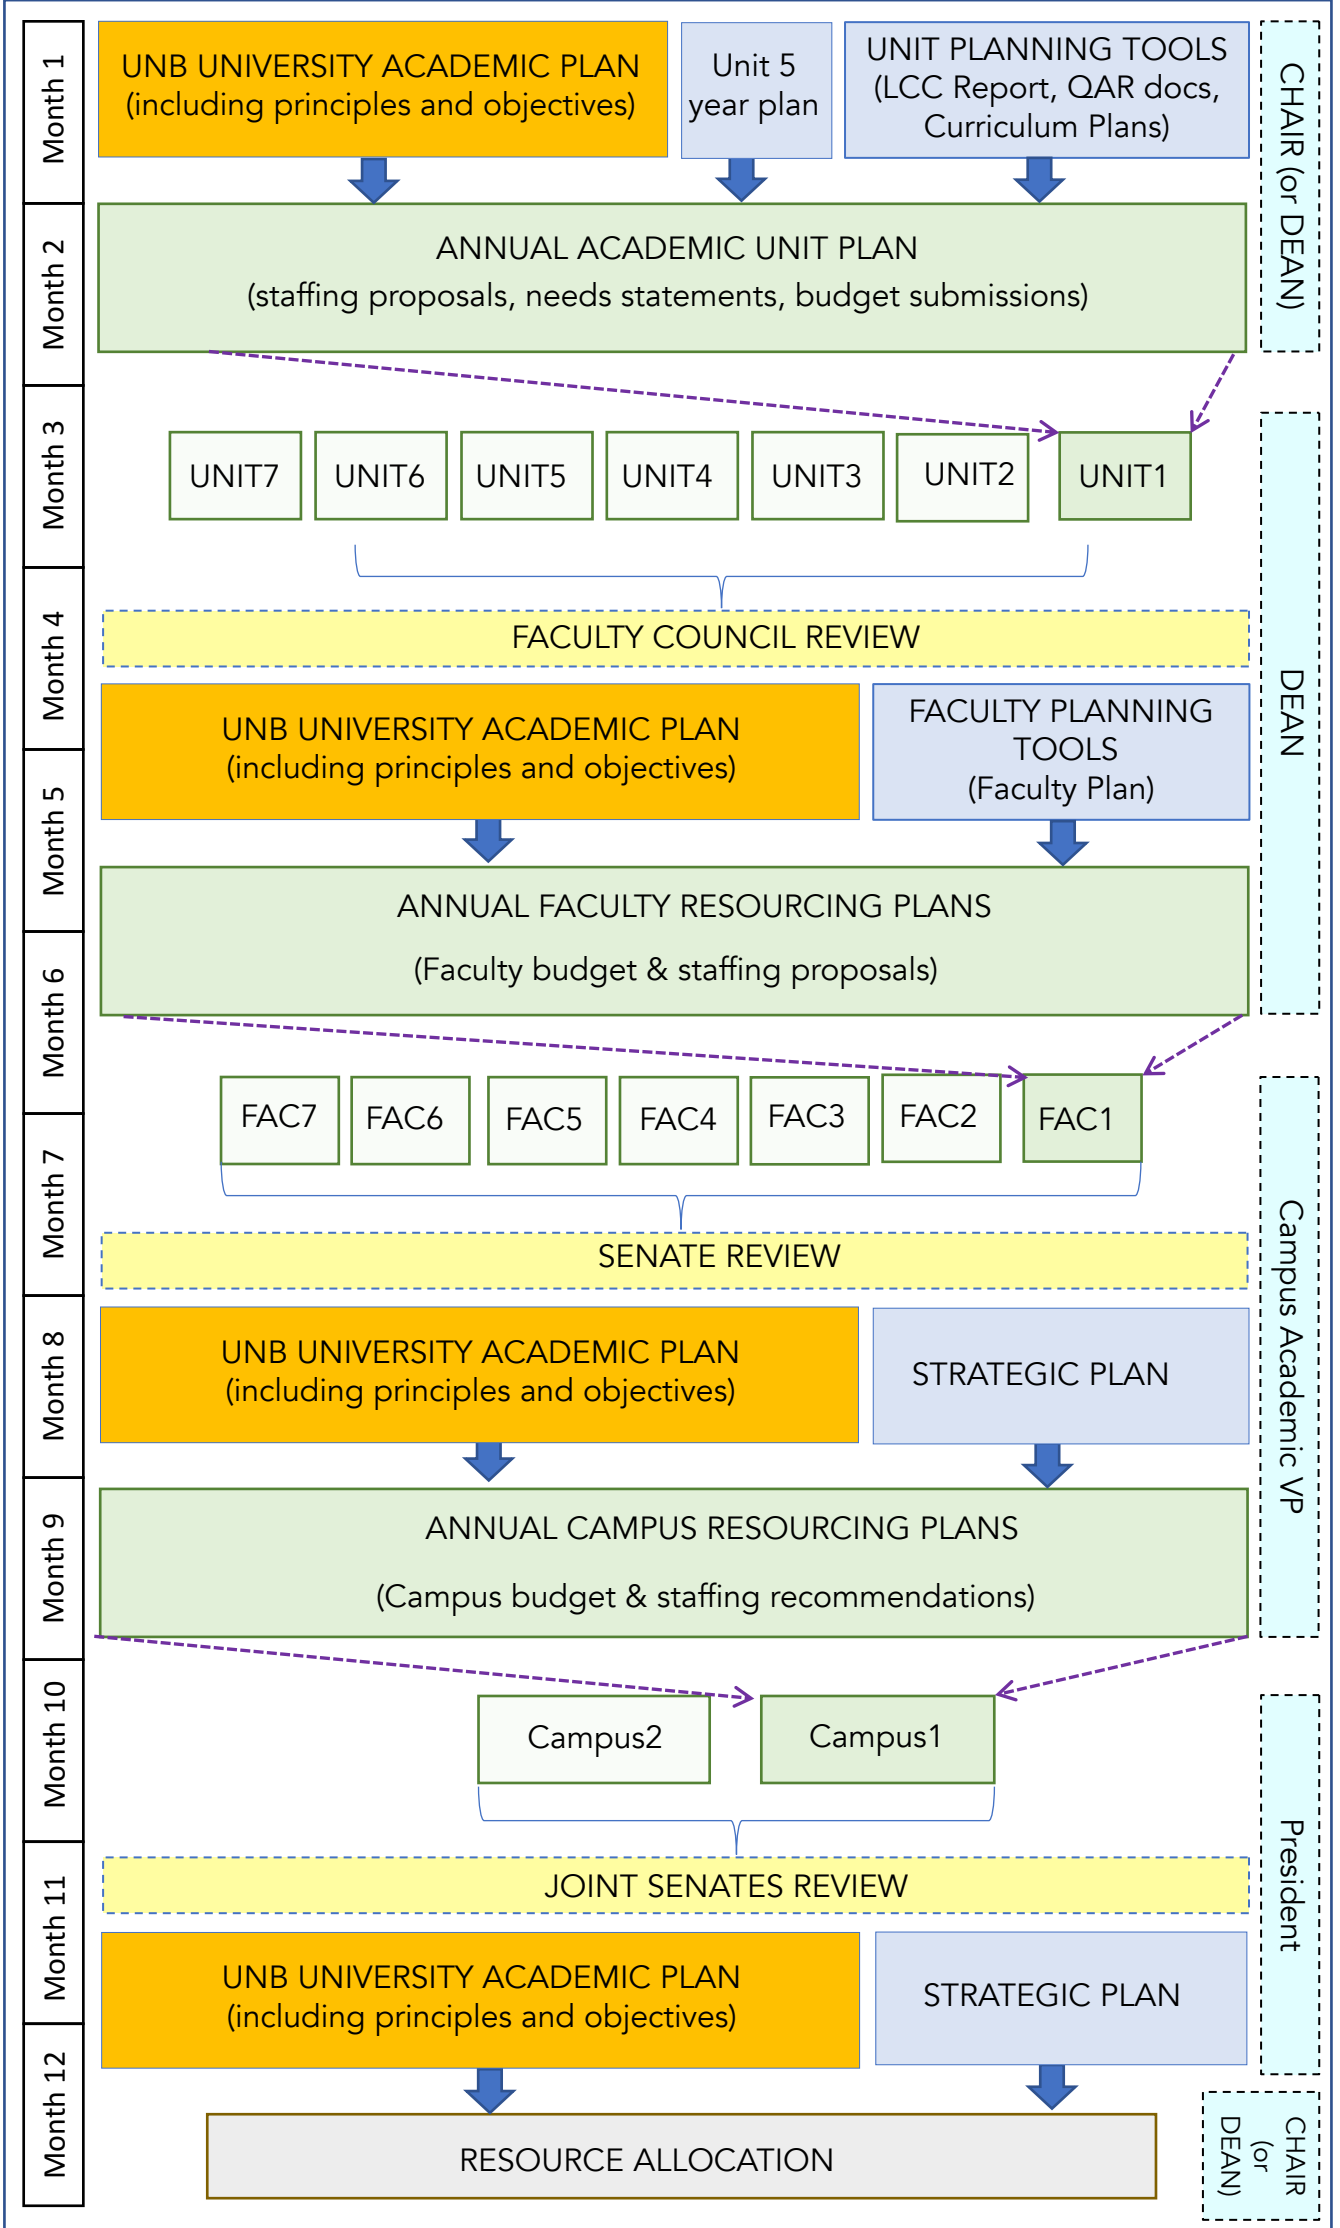 Month 1
UNB UNIVERSITY ACADEMIC PLAN
(including principles and objectives)
Unit 5
year plan
UNIT PLANNING TOOLS
(LCC Report, QAR docs,
Curriculum Plans)
CHAIR (or DEAN)
Month 2
ANNUAL ACADEMIC UNIT PLAN
(staffing proposals, needs statements, budget submissions)
Month 3
UNIT7
UNIT6
UNIT5
UNIT4
UNIT3
UNIT2
UNIT1
DEAN
Month 4
FACULTY COUNCIL REVIEW
UNB UNIVERSITY ACADEMIC PLAN
(including principles and objectives)
FACULTY PLANNING
TOOLS
(Faculty Plan)
Month 5
ANNUAL FACULTY RESOURCING PLANS
(Faculty budget & staffing proposals)
Month 6
FAC7
FAC6
FAC5
FAC4
FAC3
FAC2
FAC1
Campus Academic VP
Month 7
SENATE REVIEW
Month 8
UNB UNIVERSITY ACADEMIC PLAN
(including principles and objectives)
STRATEGIC PLAN
Month 9
ANNUAL CAMPUS RESOURCING PLANS
(Campus budget & staffing recommendations)
Month 10
Campus2
Campus1
President
Month 11
JOINT SENATES REVIEW
UNB UNIVERSITY ACADEMIC PLAN
(including principles and objectives)
STRATEGIC PLAN
Month 12
RESOURCE ALLOCATION
CHAIR
(or
DEAN)